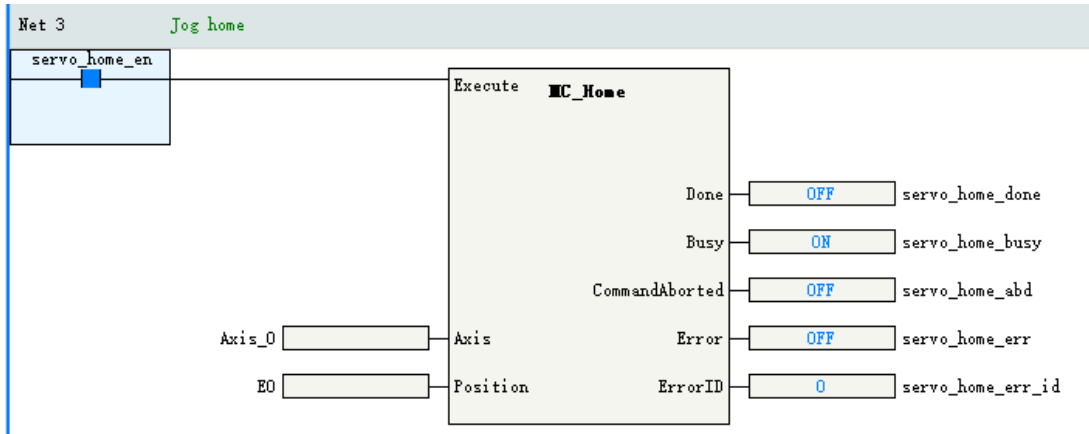 Net 3 Jog home
servo_home_en
Execute MC_Home
Done OFF servo_home_done
Busy ON servo_home_busy
CommandAborted OFF servo_home_abd
Axis_0 Axis Error OFF servo_home_err
E0 Position ErrorID 0 servo_home_err_id